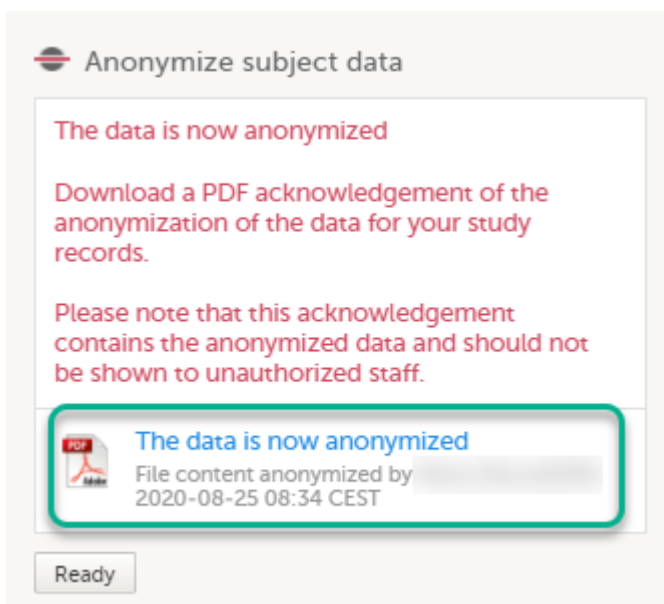 Anonymize subject data
The data is now anonymized
Download a PDF acknowledgement of the
anonymization of the data for your study
records.
Please note that this acknowledgement
contains the anonymized data and should not
be shown to unauthorized staff.
PDF
Adobe
The data is now anonymized
File content anonymized by
2020-08-25 08:34 CEST
Ready